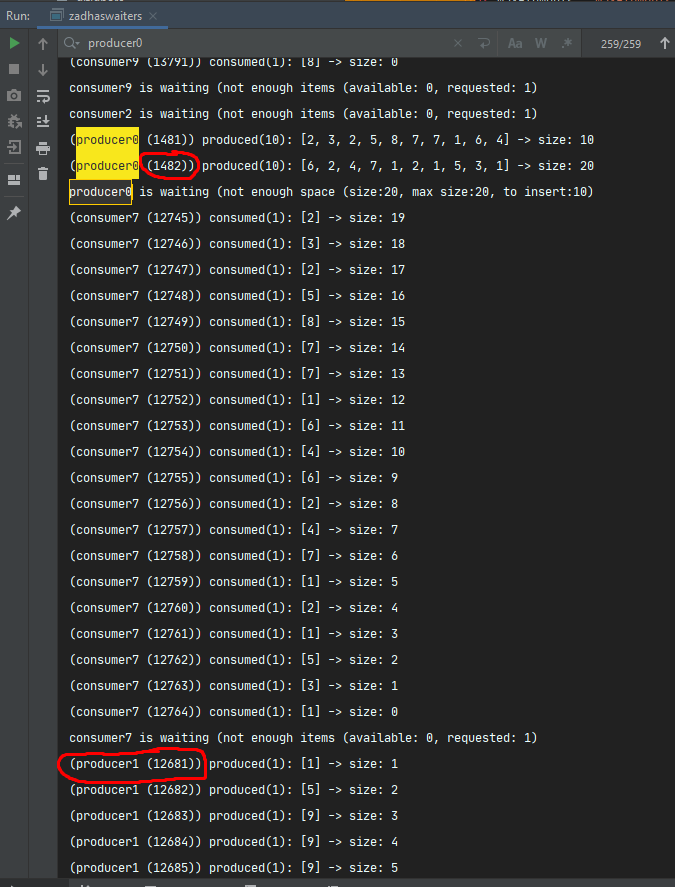 Run: zadhaswaiters
producer0 Aa W .* 259/259
(consumer9 (13791)) consumed(1): [8] -> size: 0
consumer9 is waiting (not enough items (available: 0, requested: 1)
consumer2 is waiting (not enough items (available: 0, requested: 1)
(producer0 (1481)) produced(10): [2, 3, 2, 5, 8, 7, 7, 1, 6, 4] -> size: 10
(producer0 (1482)) produced(10): [6, 2, 4, 7, 1, 2, 1, 5, 3, 1] -> size: 20
producer0 is waiting (not enough space (size:20, max size:20, to insert:10)
(consumer7 (12745)) consumed(1): [2] -> size: 19
(consumer7 (12746)) consumed(1): [3] -> size: 18
(consumer7 (12747)) consumed(1): [2] -> size: 17
(consumer7 (12748)) consumed(1): [5] -> size: 16
(consumer7 (12749)) consumed(1): [8] -> size: 15
(consumer7 (12750)) consumed(1): [7] -> size: 14
(consumer7 (12751)) consumed(1): [7] -> size: 13
(consumer7 (12752)) consumed(1): [1] -> size: 12
(consumer7 (12753)) consumed(1): [6] -> size: 11
(consumer7 (12754)) consumed(1): [4] -> size: 10
(consumer7 (12755)) consumed(1): [6] -> size: 9
(consumer7 (12756)) consumed(1): [2] -> size: 8
(consumer7 (12757)) consumed(1): [4] -> size: 7
(consumer7 (12758)) consumed(1): [7] -> size: 6
(consumer7 (12759)) consumed(1): [1] -> size: 5
(consumer7 (12760)) consumed(1): [2] -> size: 4
(consumer7 (12761)) consumed(1): [1] -> size: 3
(consumer7 (12762)) consumed(1): [5] -> size: 2
(consumer7 (12763)) consumed(1): [3] -> size: 1
(consumer7 (12764)) consumed(1): [1] -> size: 0
consumer7 is waiting (not enough items (available: 0, requested: 1)
(producer1 (12681)) produced(1): [1] -> size: 1
(producer1 (12682)) produced(1): [5] -> size: 2
(producer1 (12683)) produced(1): [9] -> size: 3
(producer1 (12684)) produced(1): [9] -> size: 4
(producer1 (12685)) produced(1): [9] -> size: 5